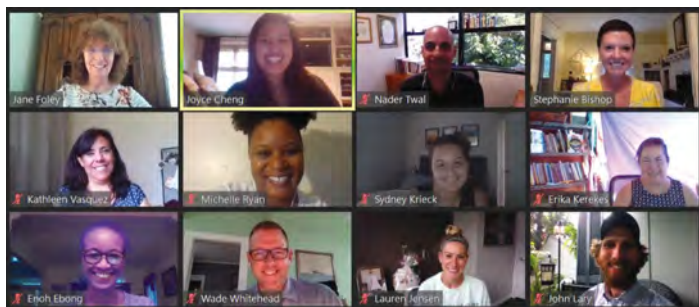 Jane Foley
Joyce Cheng
Nader Twal
Stephanie Bishop
Kathleen Vasquez
Michelle Ryan
Sydney Krieck
Erika Kerekes
Enoh Ebong
Wade Whitehead
Lauren Jensen
John Lary